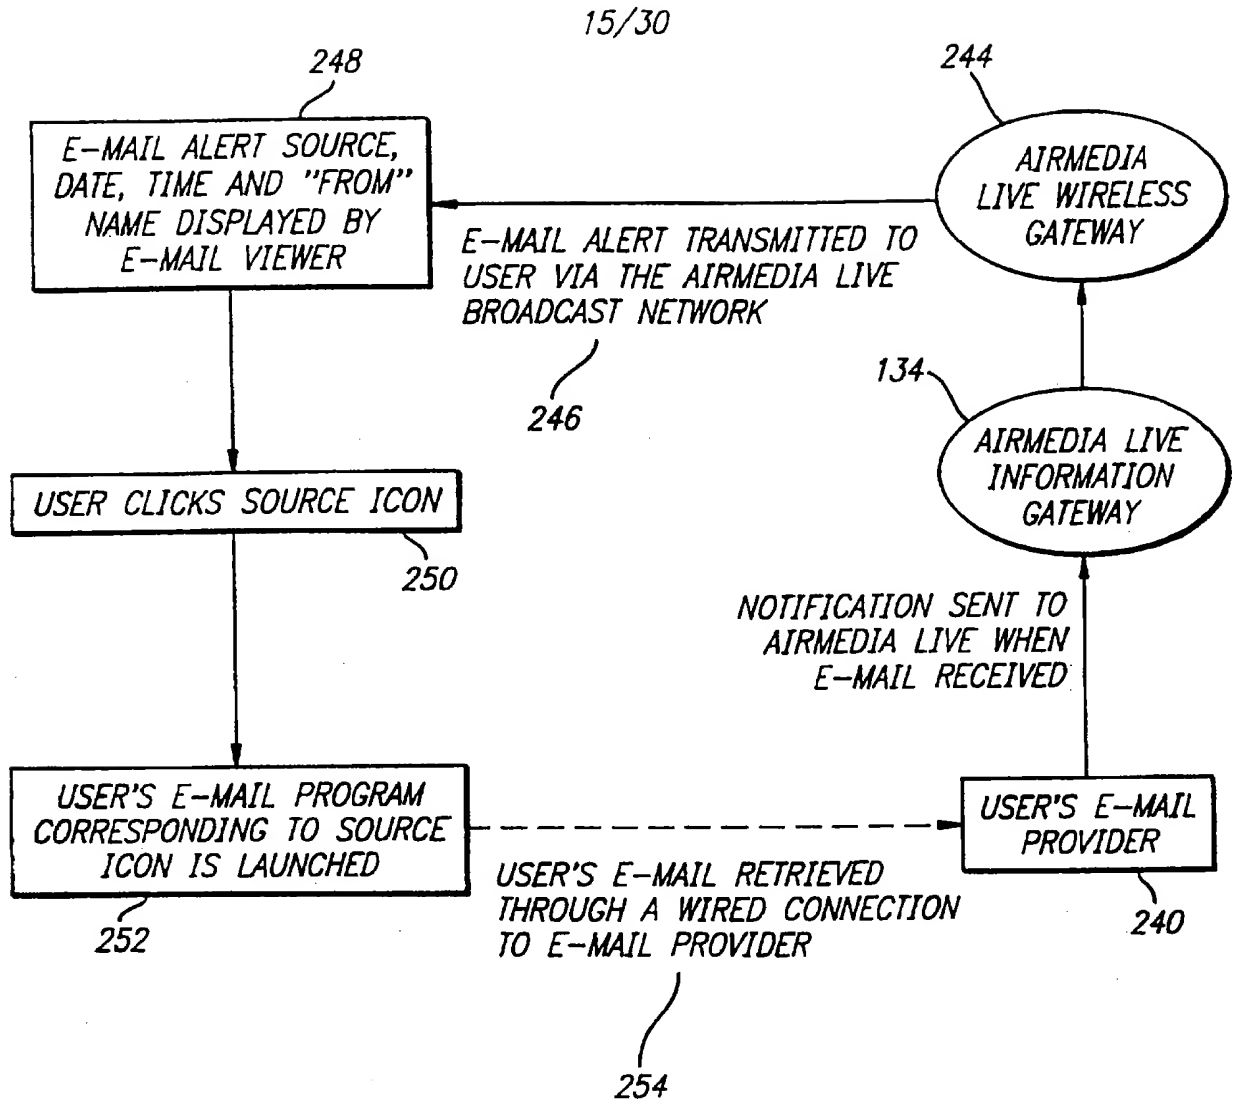 15/30
248
E-MAIL ALERT SOURCE,
DATE, TIME AND "FROM"
NAME DISPLAYED BY
E-MAIL VIEWER
244
AIRMEDIA
LIVE WIRELESS
GATEWAY
E-MAIL ALERT TRANSMITTED TO
USER VIA THE AIRMEDIA LIVE
BROADCAST NETWORK
246
134
AIRMEDIA LIVE
INFORMATION
GATEWAY
USER CLICKS SOURCE ICON
250
NOTIFICATION SENT TO
AIRMEDIA LIVE WHEN
E-MAIL RECEIVED
USER'S E-MAIL PROGRAM
CORRESPONDING TO SOURCE
ICON IS LAUNCHED
252
USER'S E-MAIL RETRIEVED
THROUGH A WIRED CONNECTION
TO E-MAIL PROVIDER
254
USER'S E-MAIL
PROVIDER
240